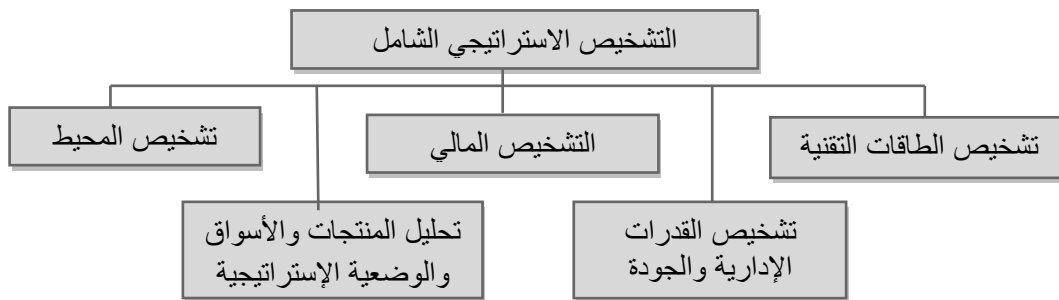 التشخيص الاستراتيجي الشامل
تشخيص الطاقات التقنية
التشخيص المالي
تشخيص المحيط
تشخيص القدرات
الإدارية والجودة
تحليل المنتجات والأسواق
والوضعية الإستراتيجية